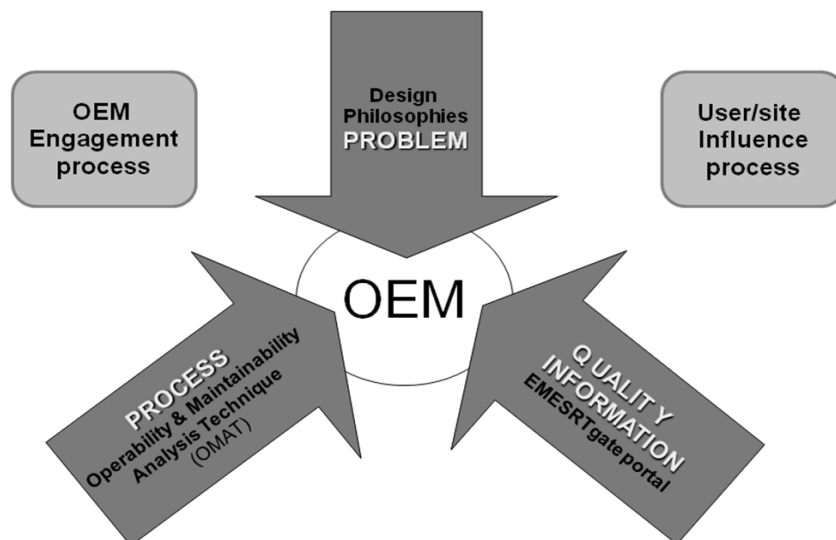 OEM
Engagement
process
Design
Philosophies
PROBLEM
User/site
Influence
process
OEM
PROCESS
Operability & Maintainability
Analysis Technique
(OMAT)
QUALITY
INFORMATION
EMESRTgate portal